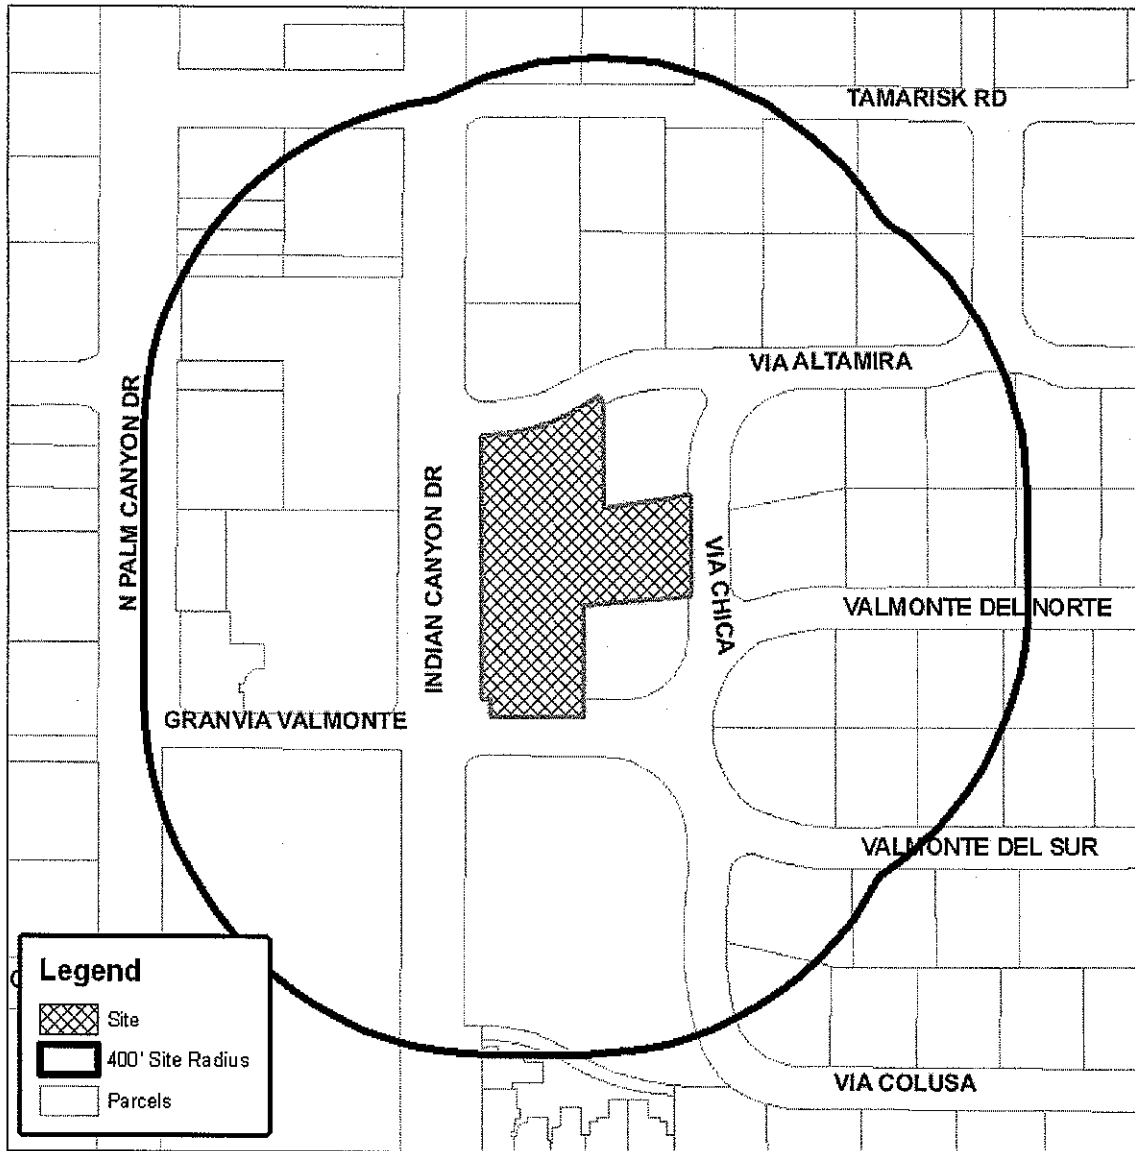 TAMARISK RD
VIA ALTAMIRA
N PALM CANYON DR
INDIAN CANYON DR
VIA CHICA
VALMONTE DEL NORTE
GRANVIA VALMONTE
VALMONTE DEL SUR
VIA COLUSA
Legend
Site
400' Site Radius
Parcels